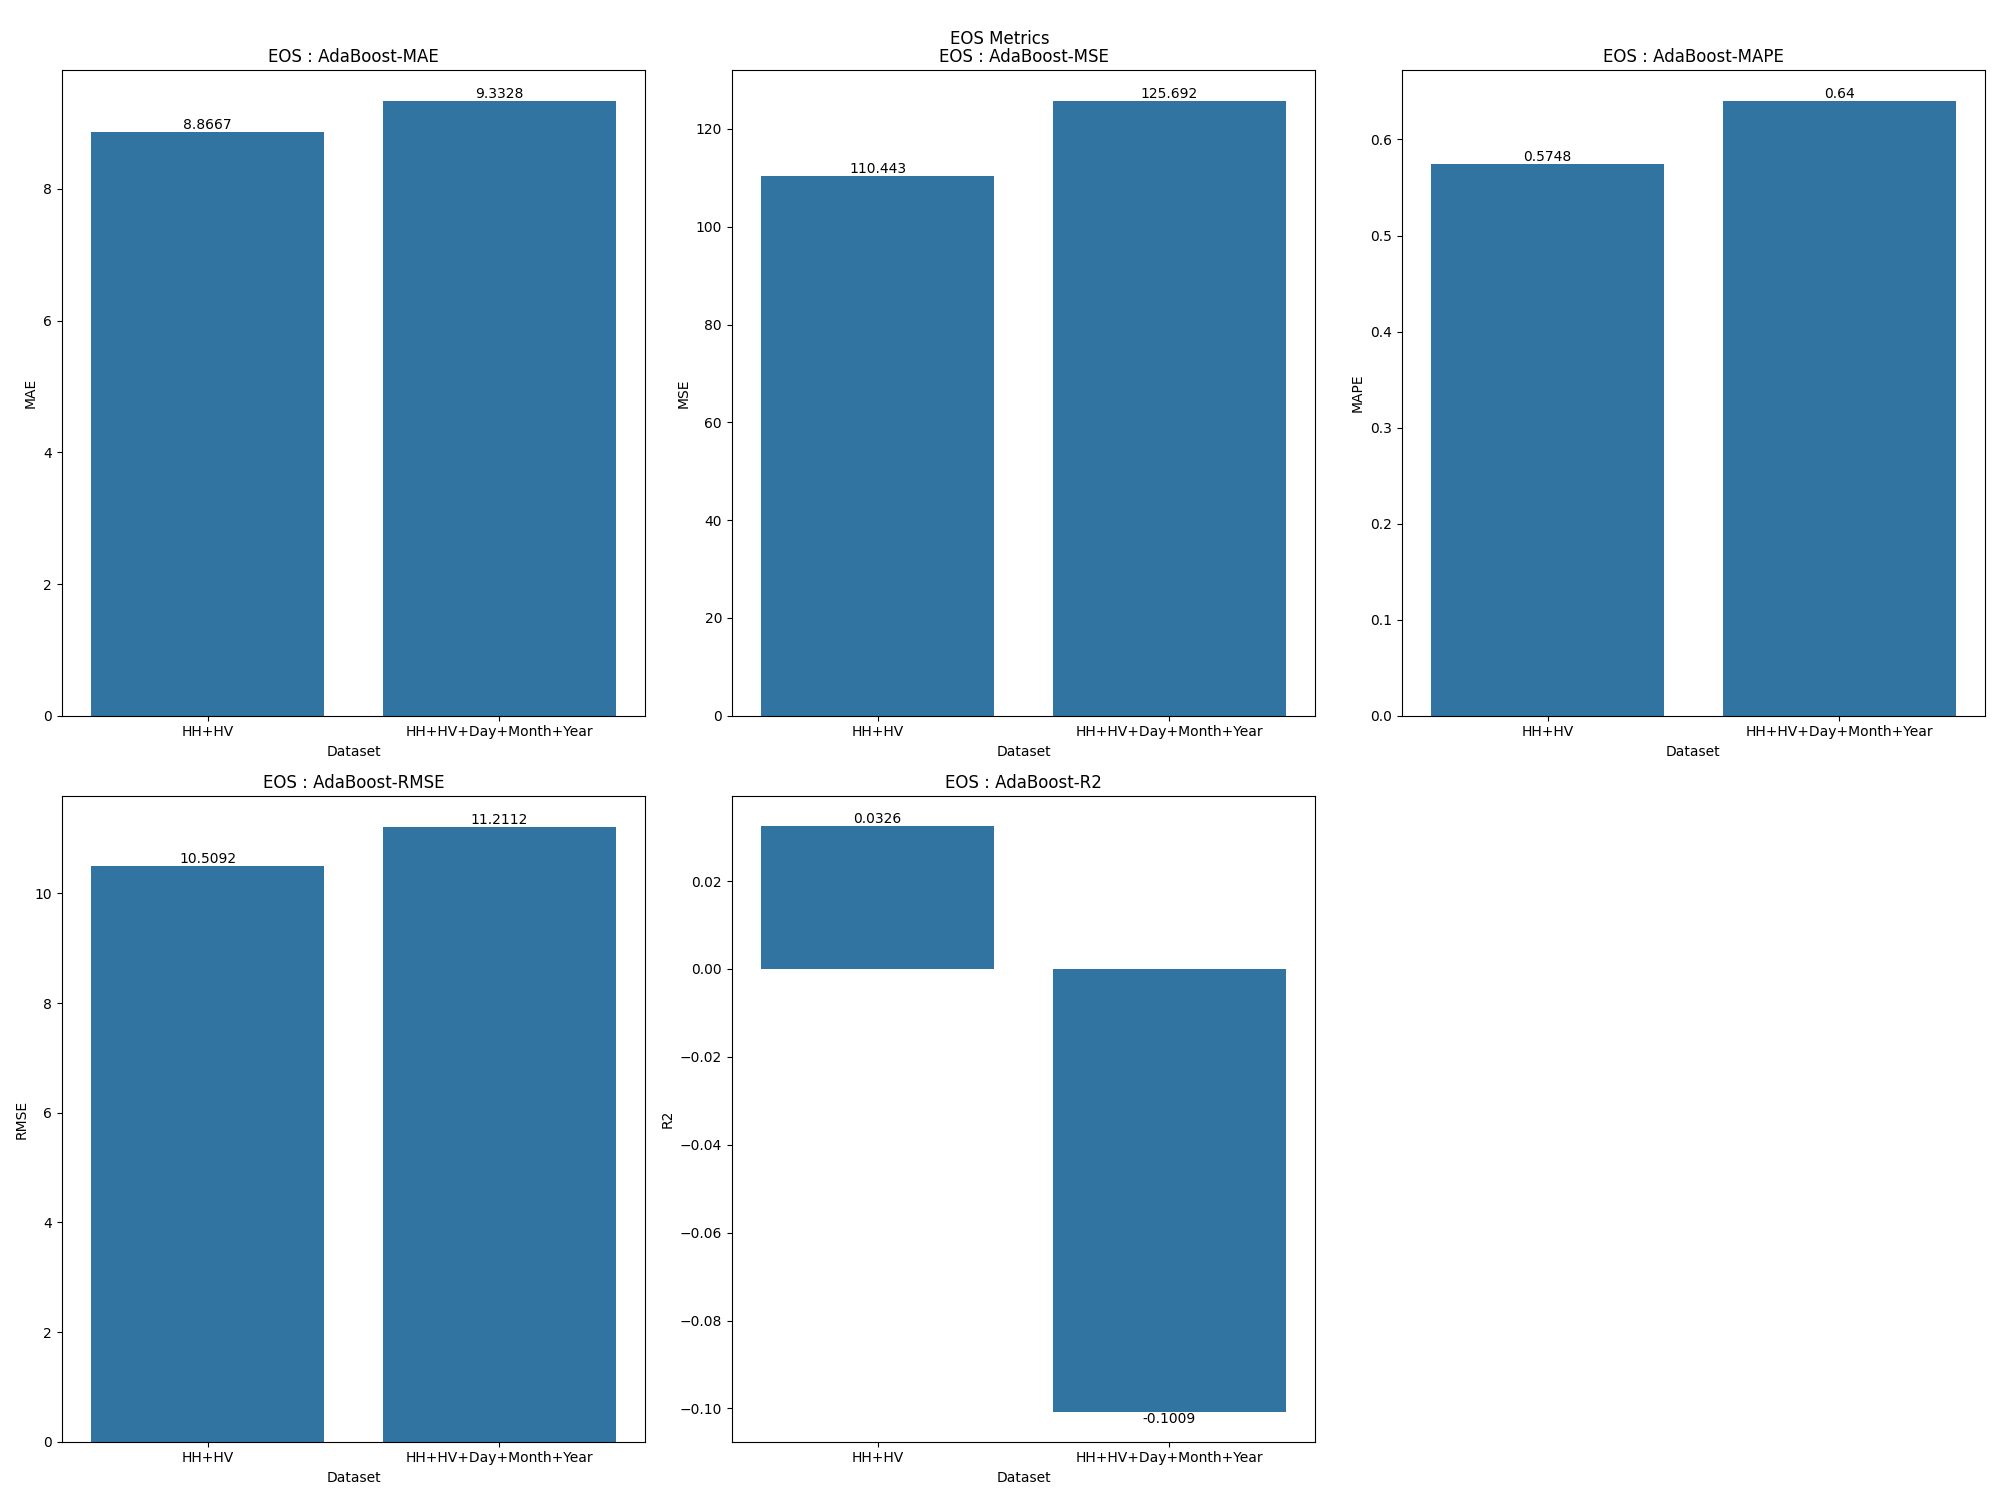 EOS Metrics
EOS : AdaBoost-MAE
9.3328
8.8667
8
6
4
2
0
MAE
HH+HV
HH+HV+Day+Month+Year
Dataset
EOS : AdaBoost-MSE
125.692
110.443
120
100
80
60
40
20
0
MSE
HH+HV
HH+HV+Day+Month+Year
Dataset
EOS : AdaBoost-MAPE
0.64
0.5748
0.6
0.5
0.4
0.3
0.2
0.1
0.0
MAPE
HH+HV
HH+HV+Day+Month+Year
Dataset
EOS : AdaBoost-RMSE
11.2112
10.5092
10
8
6
4
2
0
RMSE
HH+HV
HH+HV+Day+Month+Year
Dataset
EOS : AdaBoost-R2
0.0326
0.02
0.00
−0.02
−0.04
−0.06
−0.08
−0.10
-0.1009
R2
HH+HV
HH+HV+Day+Month+Year
Dataset